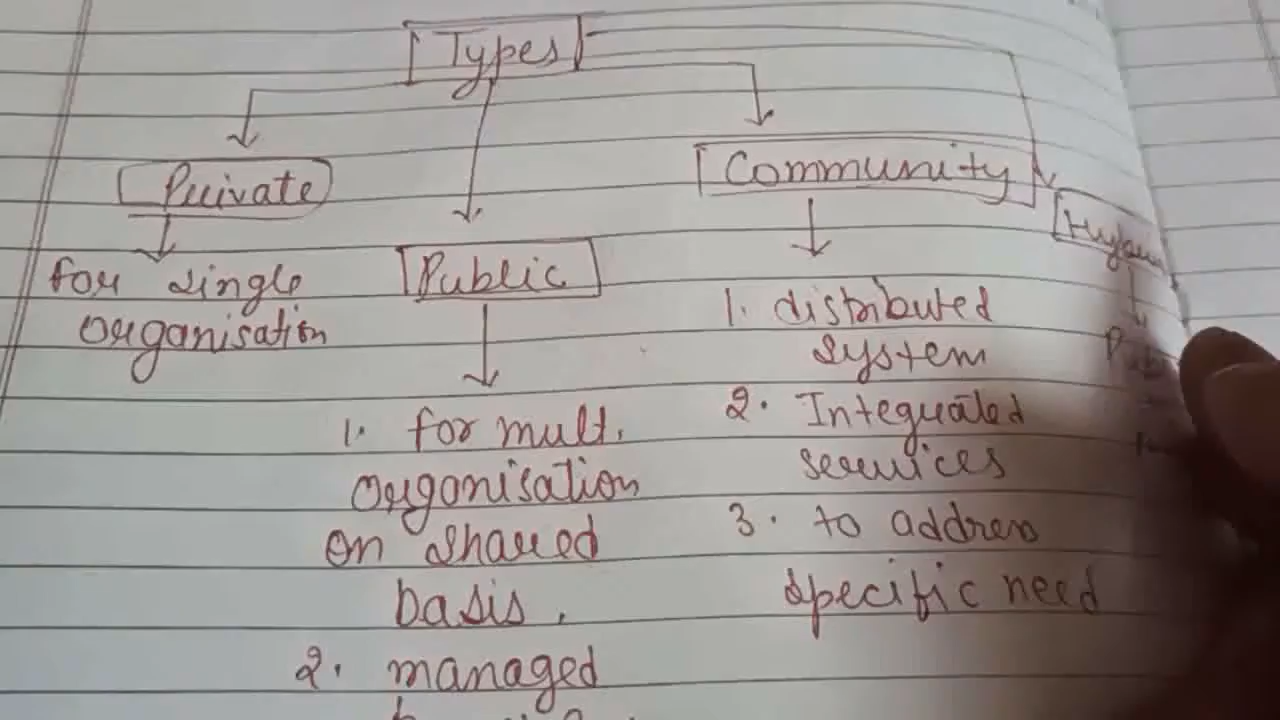 Types
Private
for single
organisation
Public
1. for mult.
organisation
on shared
basis.
2. managed
Community
1. distributed
system
2. Integrated
services
3. to address
specific need